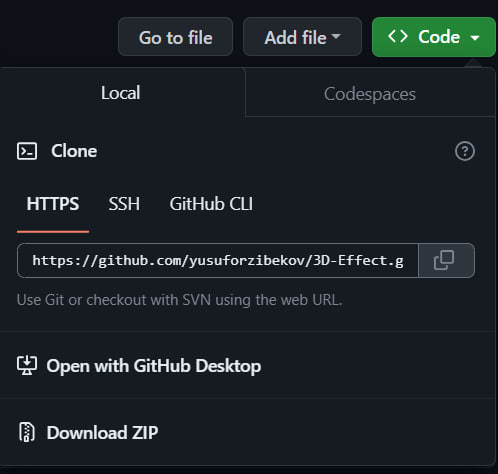 Go to file Add file Code
Local Codespaces
Clone
HTTPS SSH GitHub CLI
https://github.com/yusuforzibekov/3D-Effect.g
Use Git or checkout with SVN using the web URL.
Open with GitHub Desktop
Download ZIP